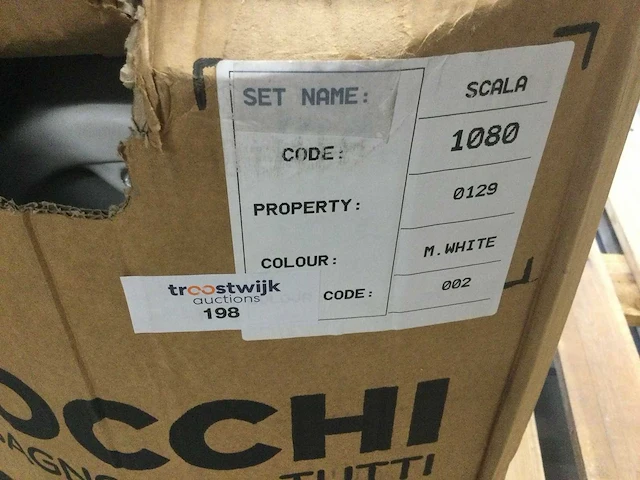 SET NAME: SCALA
CODE: 1080
PROPERTY: 0129
COLOUR: M.WHITE
CODE: 002
troostwijk
auctions
198
OCCHI
TUTTI